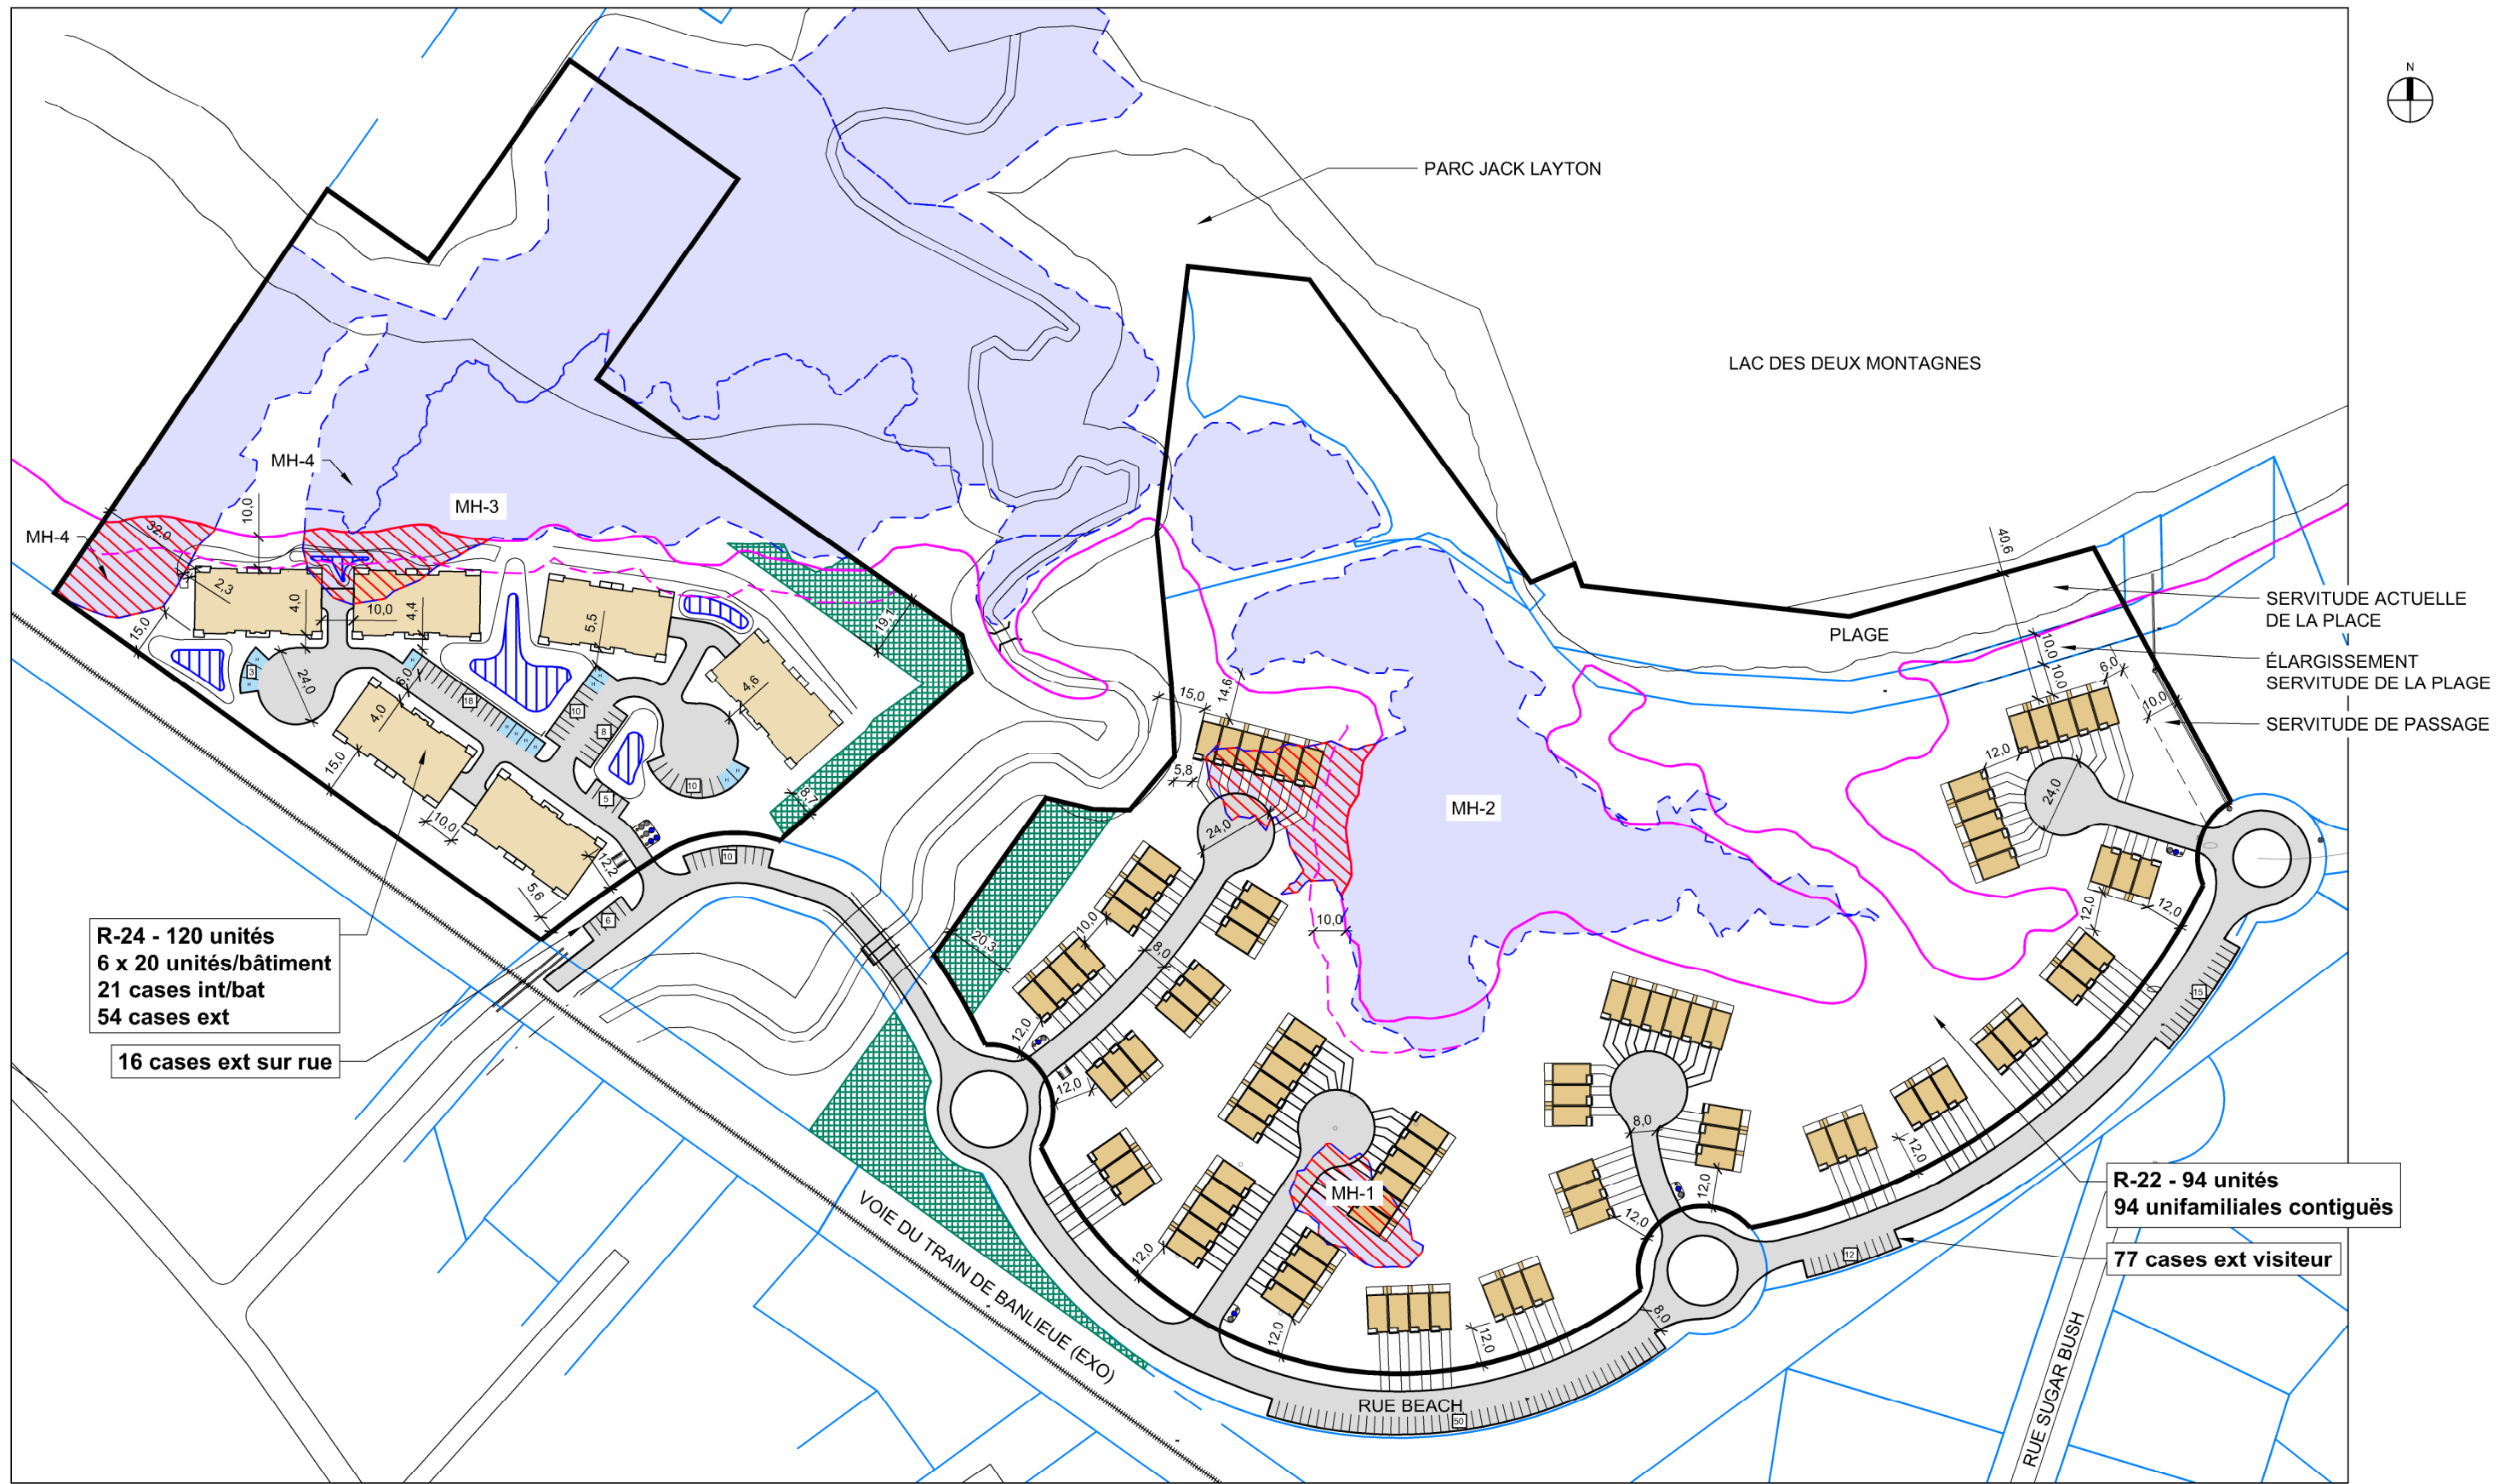 N
PARC JACK LAYTON
LAC DES DEUX MONTAGNES
MH-4
MH-3
MH-4
32.0
10,0
2,3
4,0
10,0
4,4
5,5
15,0
19,1
4,6
3
24,0
6,0
18
10
8
10
5
4,0
15,0
10,0
8,7
12,2
5,6
10
6
PLAGE
40,6
10,0
10,0
6,0
10,0
SERVITUDE ACTUELLE
DE LA PLACE
ÉLARGISSEMENT
SERVITUDE DE LA PLAGE
SERVITUDE DE PASSAGE
15,0
14,6
5,8
24,0
MH-2
12,0
24,0
12,0
12,0
10,0
8,0
20,3
10,0
12,0
12,0
15
R-24 - 120 unités
6 x 20 unités/bâtiment
21 cases int/bat
54 cases ext
16 cases ext sur rue
8,0
12,0
12,0
12,0
MH-1
12,0
12,0
12,0
8,0
12
50
R-22 - 94 unités
94 unifamiliales contiguës
77 cases ext visiteur
VOIE DU TRAIN DE BANLIEUE (EXO)
RUE BEACH
RUE SUGAR BUSH